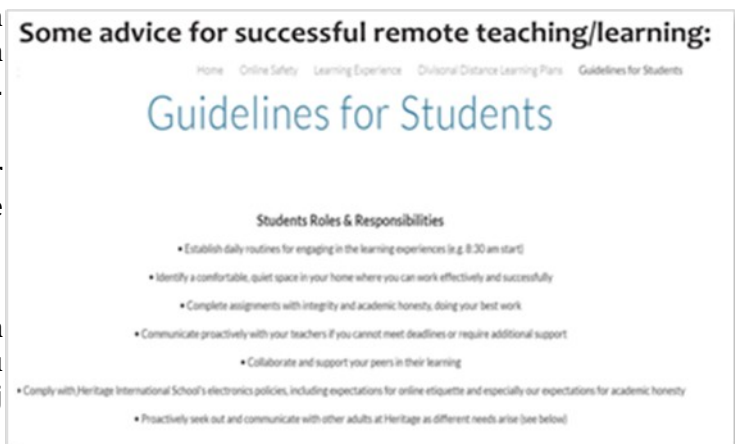 Some advice for successful remote teaching/learning:
Home Online Safety Learning Experience Divisional Distance Learning Plans Guidelines for Students
Guidelines for Students
Students Roles & Responsibilities
• Establish daily routines for engaging in the learning experiences (e.g. 8:30 am start)
• Identify a comfortable, quiet space in your home where you can work effectively and successfully
• Complete assignments with integrity and academic honesty, doing your best work
• Communicate proactively with your teachers if you cannot meet deadlines or require additional support
• Collaborate and support your peers in their learning
• Comply with Heritage International School's electronics policies, including expectations for online etiquette and especially our expectations for academic honesty
• Proactively seek out and communicate with other adults at Heritage as different needs arise (see below)